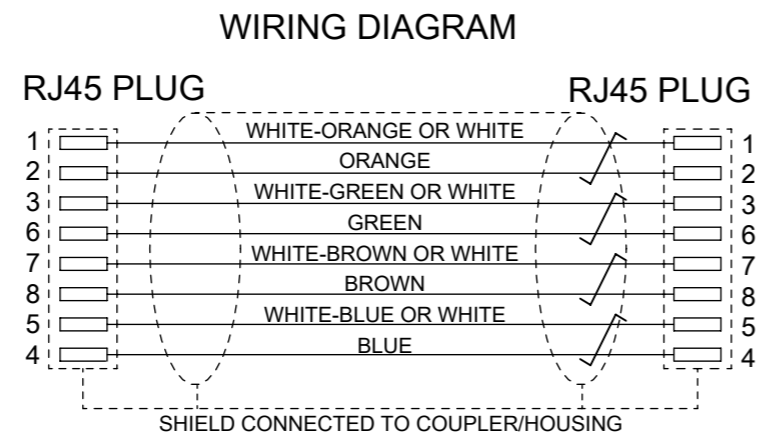 WIRING DIAGRAM
RJ45 PLUG RJ45 PLUG
1 WHITE-ORANGE OR WHITE 1
2 ORANGE 2
3 WHITE-GREEN OR WHITE 3
6 GREEN 6
7 WHITE-BROWN OR WHITE 7
8 BROWN 8
5 WHITE-BLUE OR WHITE 5
4 BLUE 4
SHIELD CONNECTED TO COUPLER/HOUSING